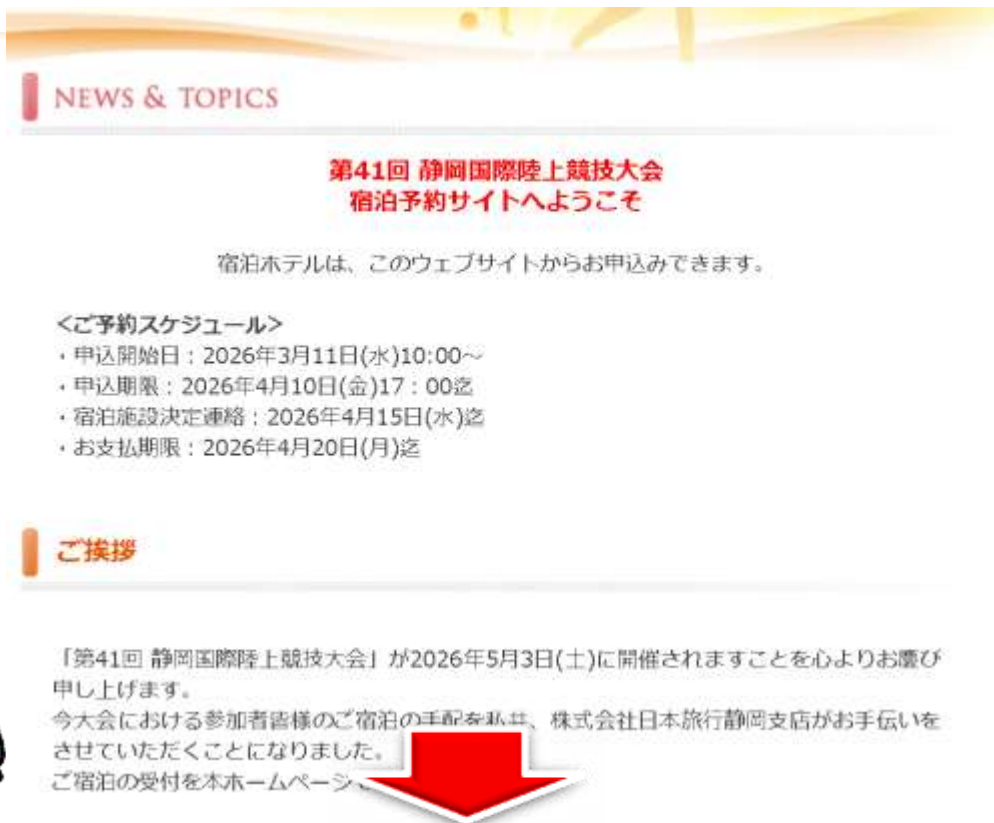 NEWS & TOPICS
第41回 静岡国際陸上競技大会
宿泊予約サイトへようこそ
宿泊ホテルは、このウェブサイトからお申込みできます。
<ご予約スケジュール>
・申込開始日：2026年3月11日(水)10:00～
・申込期限：2026年4月10日(金)17：00迄
・宿泊施設決定連絡：2026年4月15日(水)迄
・お支払期限：2026年4月20日(月)迄
ご挨拶
「第41回 静岡国際陸上競技大会」が2026年5月3日(土)に開催されますことを心よりお慶び
申し上げます。
今大会における参加者皆様のご宿泊の手配を私共、株式会社日本旅行静岡支店がお手伝いを
させていただくことになりました。
ご宿泊の受付を本ホームページ